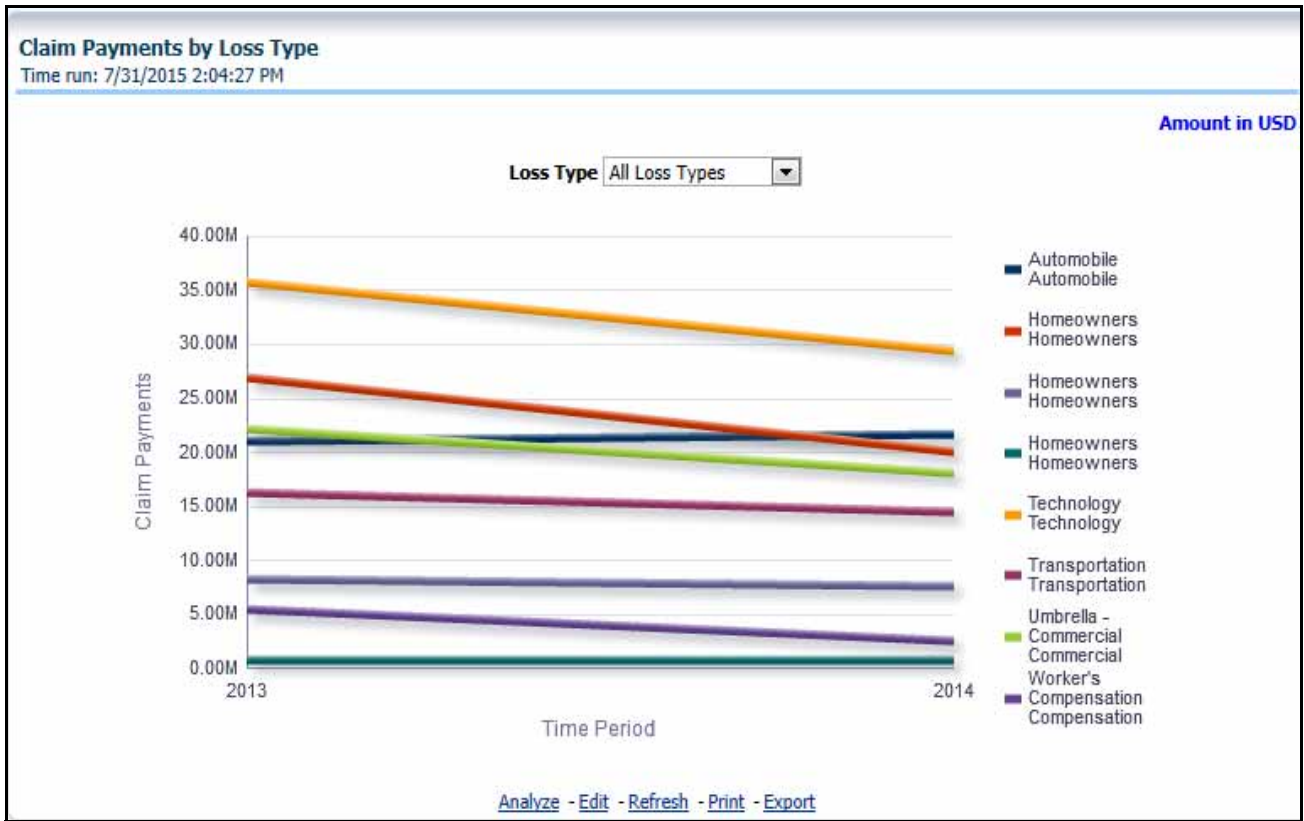 Claim Payments by Loss Type
Time run: 7/31/2015 2:04:27 PM
Amount in USD
Loss Type All Loss Types
40.00M
35.00M
30.00M
25.00M
20.00M
15.00M
10.00M
5.00M
0.00M
Claim Payments
2013
2014
Time Period
Automobile
Automobile
Homeowners
Homeowners
Homeowners
Homeowners
Homeowners
Homeowners
Technology
Technology
Transportation
Transportation
Umbrella -
Commercial
Commercial
Worker's
Compensation
Compensation
Analyze - Edit - Refresh - Print - Export